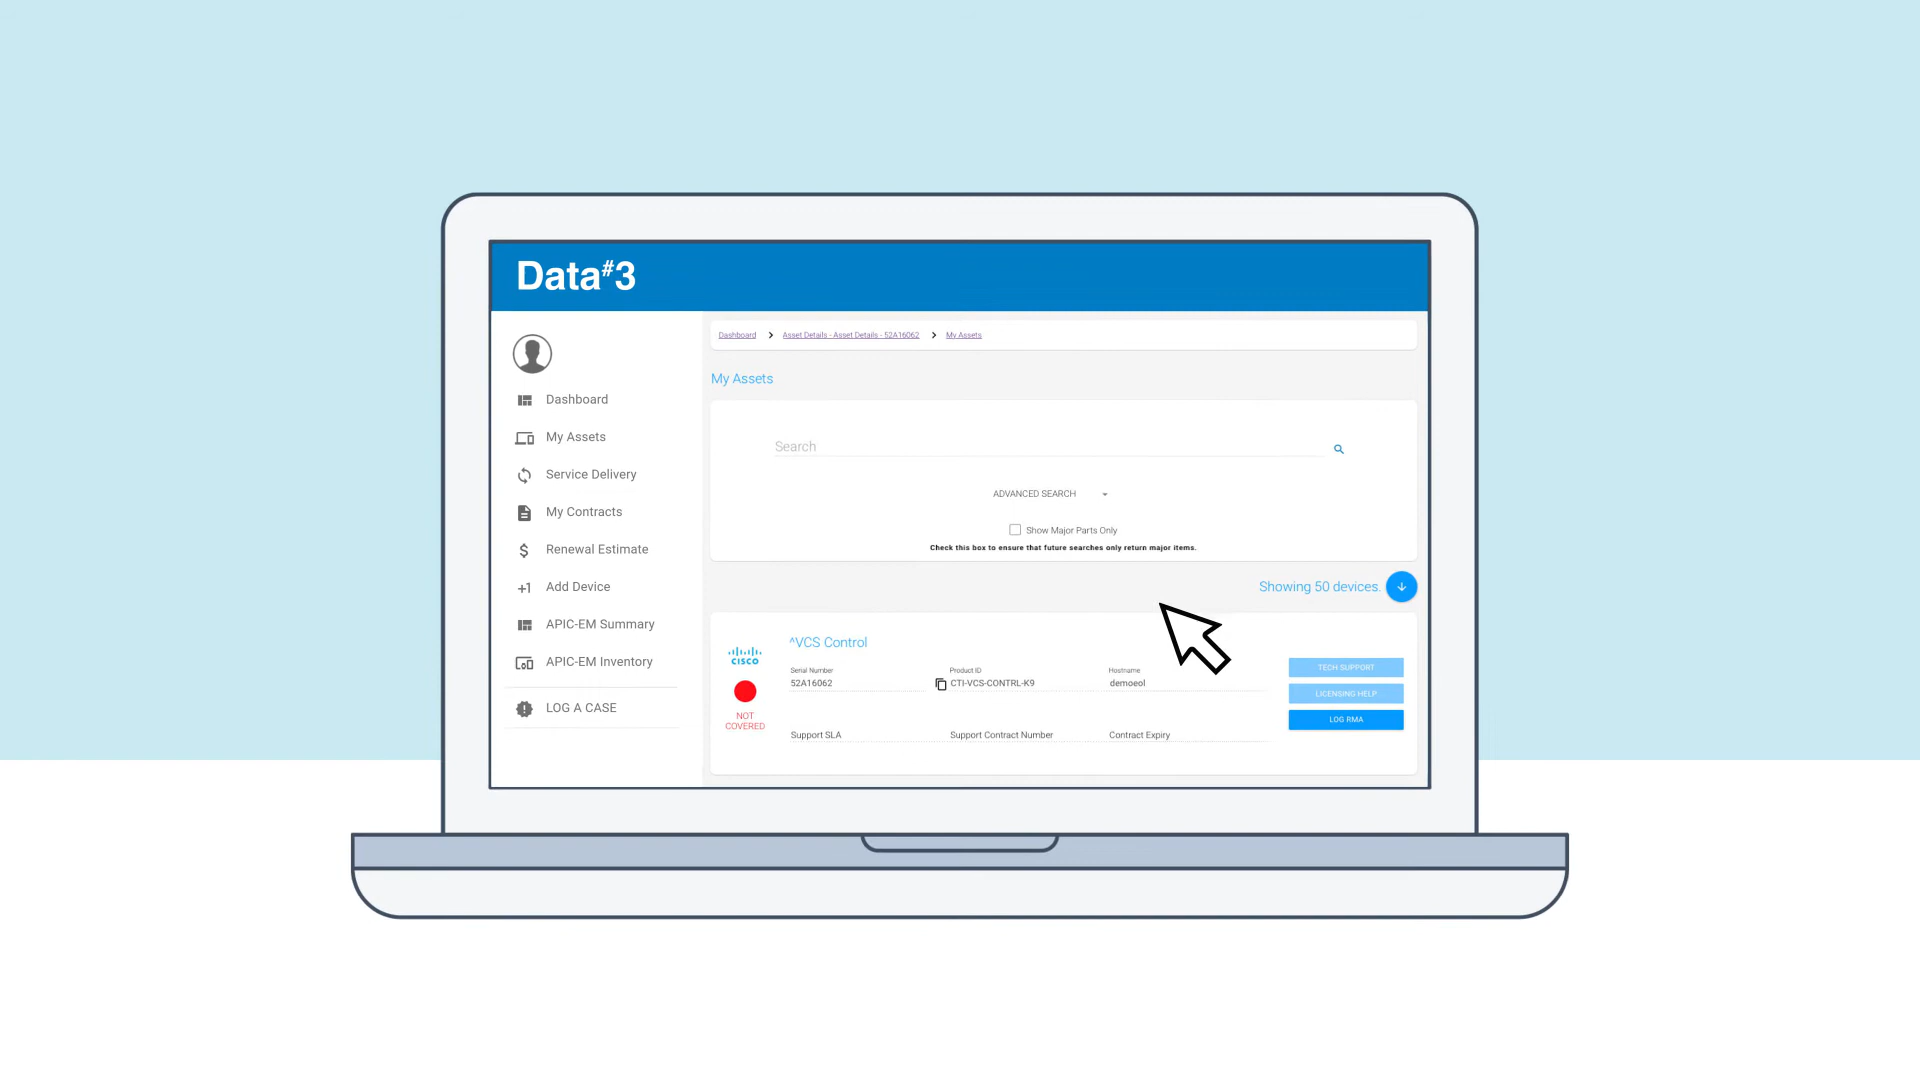 Data#3
Dashboard
My Assets
Service Delivery
My Contracts
Renewal Estimate
+1 Add Device
APIC-EM Summary
APIC-EM Inventory
LOG A CASE
Dashboard > Asset Details - Asset Details - 52A16062 > My Assets
My Assets
Search
ADVANCED SEARCH
Show Major Parts Only
Check this box to ensure that future searches only return major items.
Showing 50 devices.
CISCO
NOT
COVERED
^VCS Control
Serial Number Product ID Hostname
52A16062 CTI-VCS-CONTRL-K9 demoeol
Support SLA Support Contract Number Contract Expiry
TECH SUPPORT
LICENSING HELP
LOG RMA